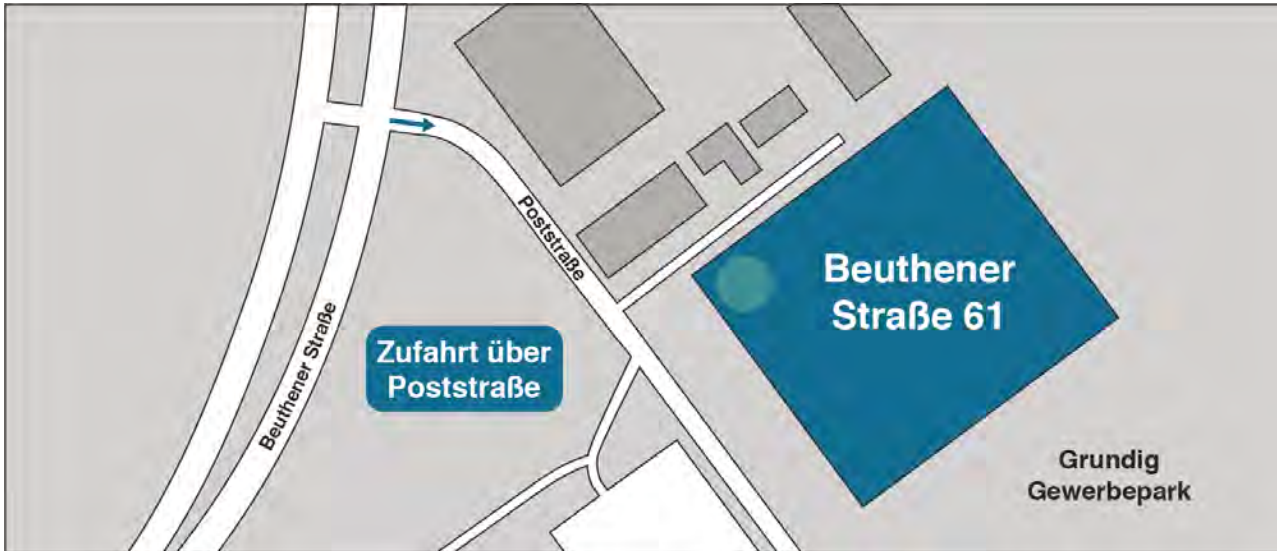 Poststraße
Beuthener Straße
Zufahrt über
Poststraße
Beuthener
Straße 61
Grundig
Gewerbepark